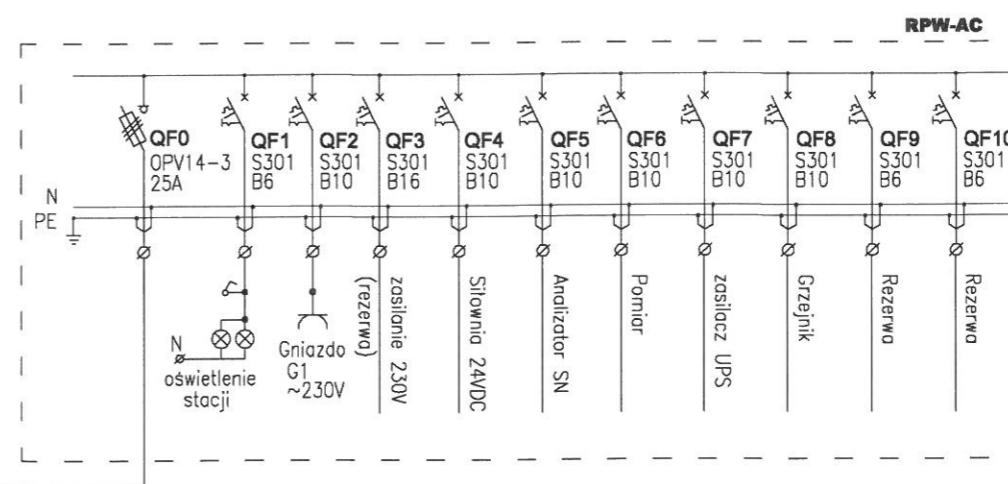 RPW-AC
QF0
OPV14-3
25A
QF1
S301
B6
QF2
S301
B10
QF3
S301
B16
QF4
S301
B10
QF5
S301
B10
QF6
S301
B10
QF7
S301
B10
QF8
S301
B10
QF9
S301
B6
QF10
S301
B6
N
PE
N
oświetlenie
stacji
Gniazdo
G1
~230V
zasilanie 230V
(rezerwa)
Siłownia 24VDC
Analizator SN
Pomiar
zasilacz UPS
Grzejnik
Rezerwa
Rezerwa